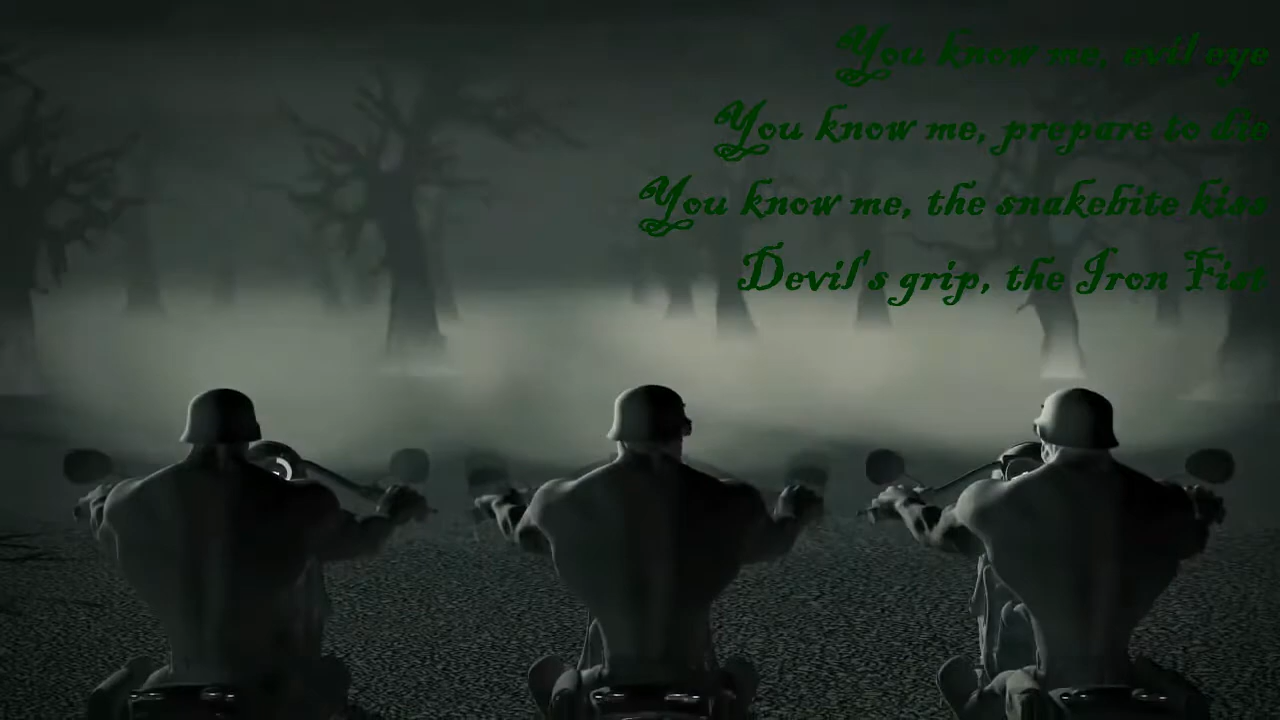 You know me, evil eye
You know me, prepare to die
You know me, the snakebite kiss
Devil's grip, the Iron Fist